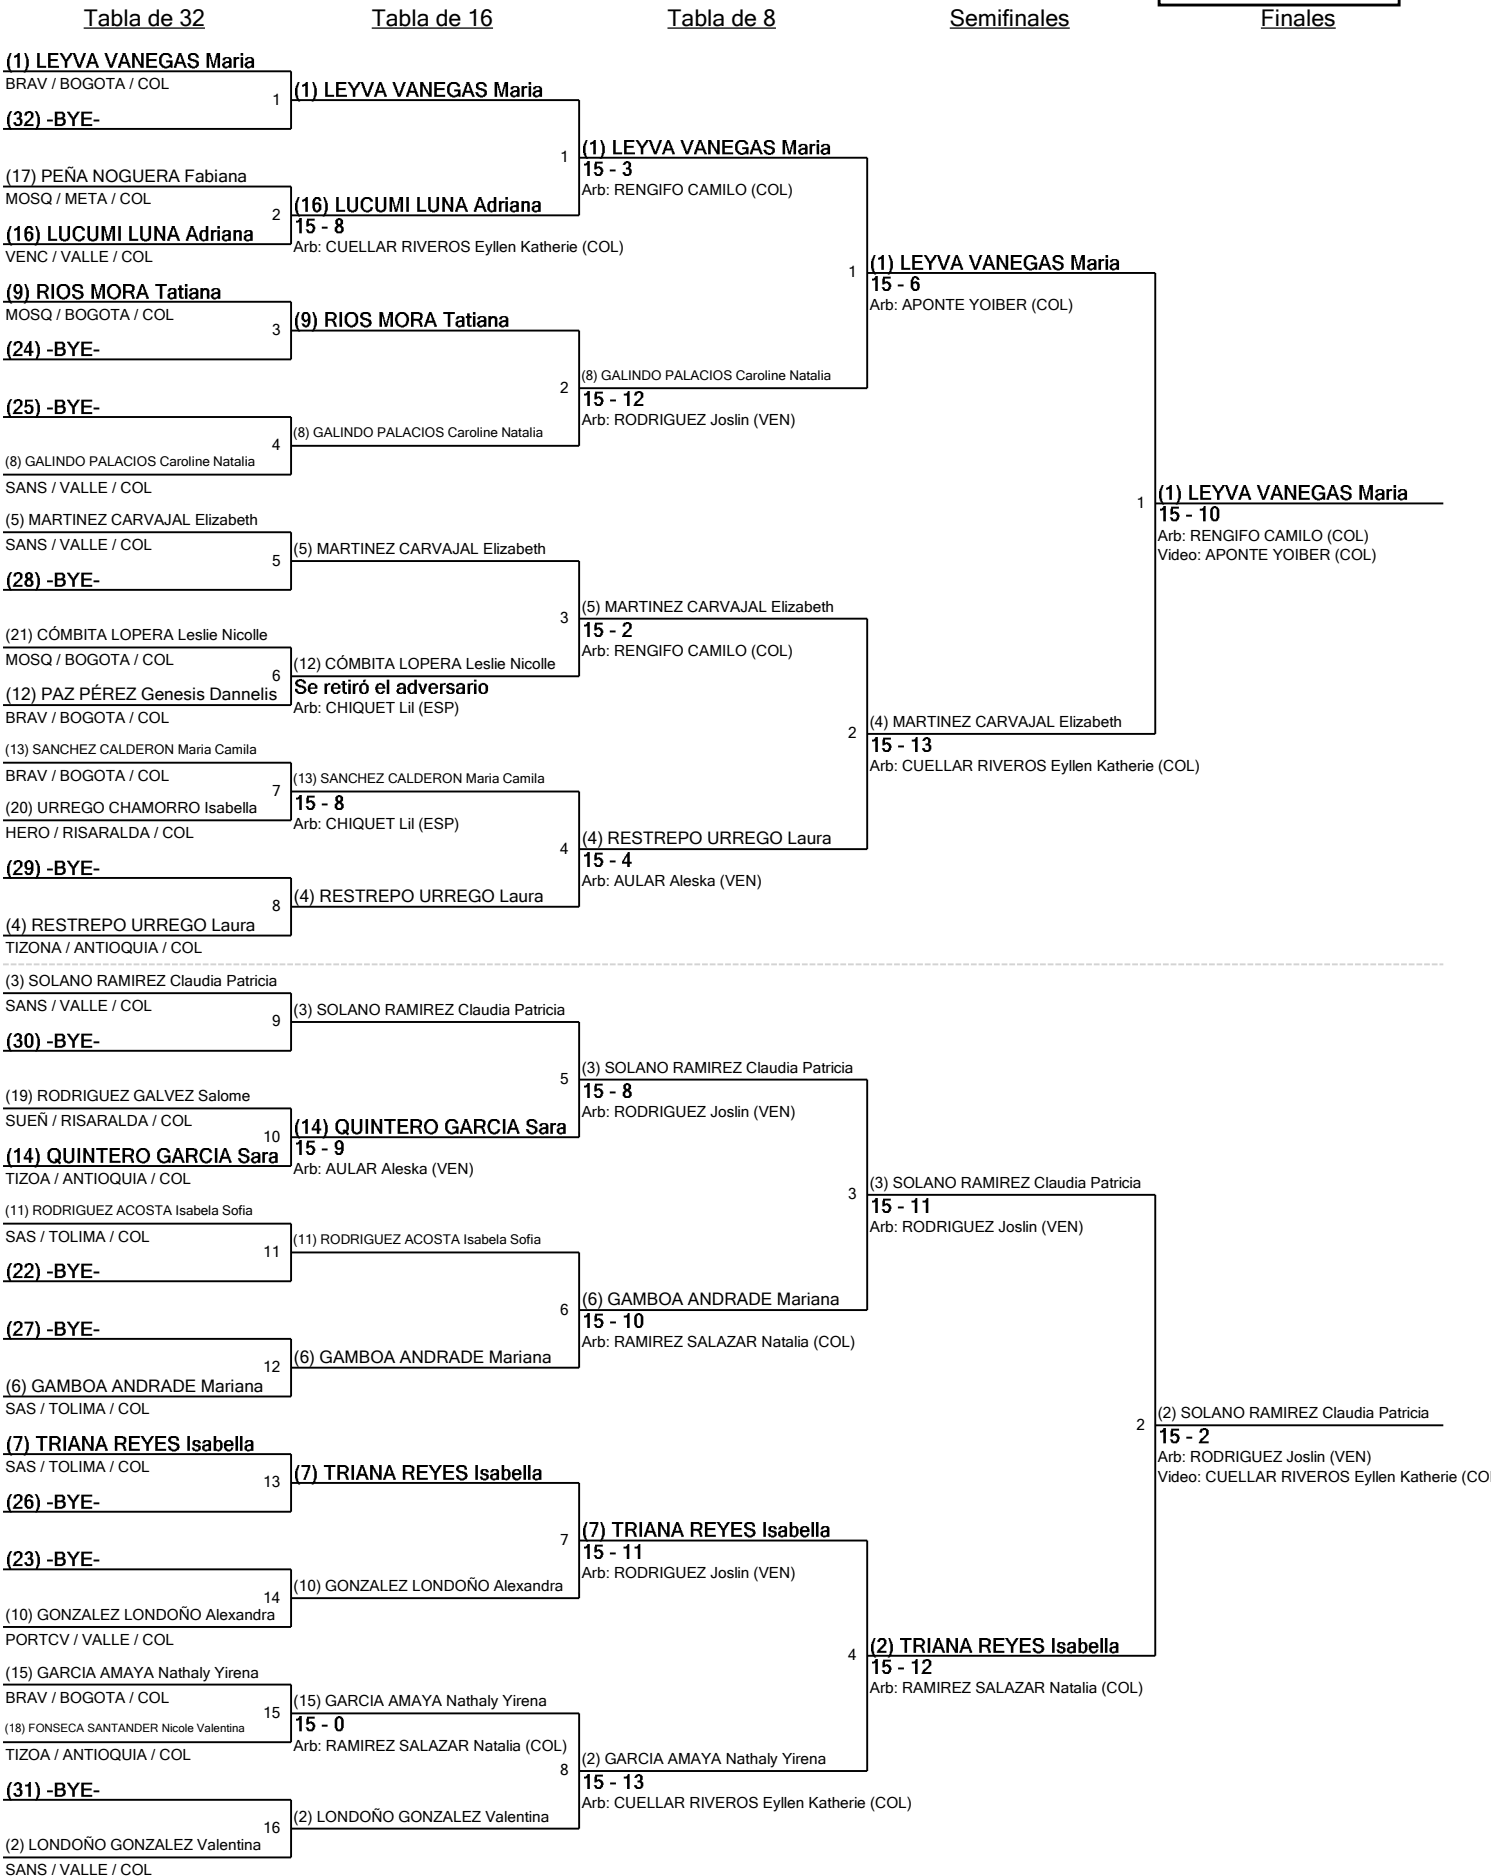 Tabla de 32
Tabla de 16
Tabla de 8
Semifinales
Finales
(1) LEYVA VANEGAS Maria
BRAV / BOGOTA / COL
1
(32) -BYE-
(17) PEÑA NOGUERA Fabiana
MOSQ / META / COL
2
(16) LUCUMI LUNA Adriana
VENC / VALLE / COL
(9) RIOS MORA Tatiana
MOSQ / BOGOTA / COL
3
(24) -BYE-
(25) -BYE-
4
(8) GALINDO PALACIOS Caroline Natalia
SANS / VALLE / COL
(5) MARTINEZ CARVAJAL Elizabeth
SANS / VALLE / COL
5
(28) -BYE-
(21) CÓMBITA LOPERA Leslie Nicolle
MOSQ / BOGOTA / COL
6
(12) PAZ PÉREZ Genesis Dannelis
BRAV / BOGOTA / COL
(13) SANCHEZ CALDERON Maria Camila
BRAV / BOGOTA / COL
7
(20) URREGO CHAMORRO Isabella
HERO / RISARALDA / COL
(29) -BYE-
8
(4) RESTREPO URREGO Laura
TIZONA / ANTIOQUIA / COL
(3) SOLANO RAMIREZ Claudia Patricia
SANS / VALLE / COL
9
(30) -BYE-
(19) RODRIGUEZ GALVEZ Salome
SUEÑ / RISARALDA / COL
10
(14) QUINTERO GARCIA Sara
TIZOA / ANTIOQUIA / COL
(11) RODRIGUEZ ACOSTA Isabela Sofia
SAS / TOLIMA / COL
11
(22) -BYE-
(27) -BYE-
12
(6) GAMBOA ANDRADE Mariana
SAS / TOLIMA / COL
(7) TRIANA REYES Isabella
SAS / TOLIMA / COL
13
(26) -BYE-
(23) -BYE-
14
(10) GONZALEZ LONDOÑO Alexandra
PORTCV / VALLE / COL
(15) GARCIA AMAYA Nathaly Yirena
BRAV / BOGOTA / COL
15
(18) FONSECA SANTANDER Nicole Valentina
TIZOA / ANTIOQUIA / COL
(31) -BYE-
16
(2) LONDOÑO GONZALEZ Valentina
SANS / VALLE / COL
(1) LEYVA VANEGAS Maria
1
(16) LUCUMI LUNA Adriana
15 - 8
Arb: CUELLAR RIVEROS Eyllen Katherie (COL)
(9) RIOS MORA Tatiana
2
(8) GALINDO PALACIOS Caroline Natalia
(5) MARTINEZ CARVAJAL Elizabeth
3
(12) CÓMBITA LOPERA Leslie Nicolle
Se retiró el adversario
Arb: CHIQUET Lil (ESP)
(13) SANCHEZ CALDERON Maria Camila
15 - 8
Arb: CHIQUET Lil (ESP)
4
(4) RESTREPO URREGO Laura
(3) SOLANO RAMIREZ Claudia Patricia
5
(14) QUINTERO GARCIA Sara
15 - 9
Arb: AULAR Aleska (VEN)
(11) RODRIGUEZ ACOSTA Isabela Sofia
6
(6) GAMBOA ANDRADE Mariana
(7) TRIANA REYES Isabella
7
(10) GONZALEZ LONDOÑO Alexandra
(15) GARCIA AMAYA Nathaly Yirena
15 - 0
Arb: RAMIREZ SALAZAR Natalia (COL)
8
(2) LONDOÑO GONZALEZ Valentina
(1) LEYVA VANEGAS Maria
15 - 3
Arb: RENGIFO CAMILO (COL)
1
(8) GALINDO PALACIOS Caroline Natalia
15 - 12
Arb: RODRIGUEZ Joslin (VEN)
(5) MARTINEZ CARVAJAL Elizabeth
15 - 2
Arb: RENGIFO CAMILO (COL)
2
(4) RESTREPO URREGO Laura
15 - 4
Arb: AULAR Aleska (VEN)
(3) SOLANO RAMIREZ Claudia Patricia
15 - 8
Arb: RODRIGUEZ Joslin (VEN)
3
(6) GAMBOA ANDRADE Mariana
15 - 10
Arb: RAMIREZ SALAZAR Natalia (COL)
(7) TRIANA REYES Isabella
15 - 11
Arb: RODRIGUEZ Joslin (VEN)
4
(2) GARCIA AMAYA Nathaly Yirena
15 - 13
Arb: CUELLAR RIVEROS Eyllen Katherie (COL)
(1) LEYVA VANEGAS Maria
15 - 6
Arb: APONTE YOIBER (COL)
1
(4) MARTINEZ CARVAJAL Elizabeth
15 - 13
Arb: CUELLAR RIVEROS Eyllen Katherie (COL)
(3) SOLANO RAMIREZ Claudia Patricia
15 - 11
Arb: RODRIGUEZ Joslin (VEN)
2
(2) TRIANA REYES Isabella
15 - 12
Arb: RAMIREZ SALAZAR Natalia (COL)
(1) LEYVA VANEGAS Maria
15 - 10
Arb: RENGIFO CAMILO (COL)
Video: APONTE YOIBER (COL)
(2) SOLANO RAMIREZ Claudia Patricia
15 - 2
Arb: RODRIGUEZ Joslin (VEN)
Video: CUELLAR RIVEROS Eyllen Katherie (CO